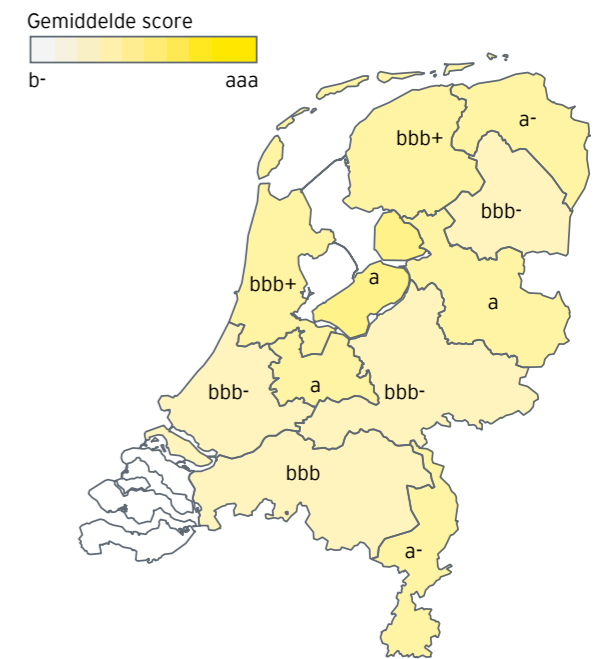 Gemiddelde score
b- aaa
a-
bbb+
bbb-
a
bbb+
a
bbb-
a
bbb-
bbb
a-